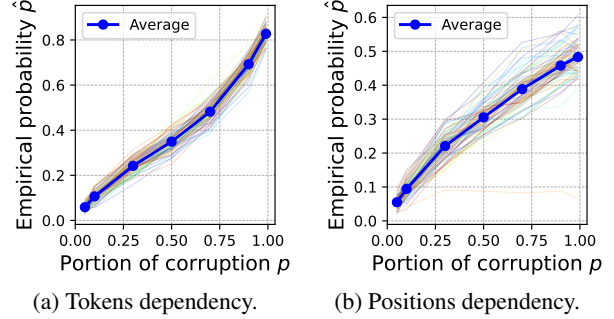 Empirical probability p̂
0.8
0.6
0.4
0.2
0.0
Average
0.00 0.25 0.50 0.75 1.00
Portion of corruption p
(a) Tokens dependency.
Empirical probability p̂
0.6
0.5
0.4
0.3
0.2
0.1
0.0
Average
0.00 0.25 0.50 0.75 1.00
Portion of corruption p
(b) Positions dependency.